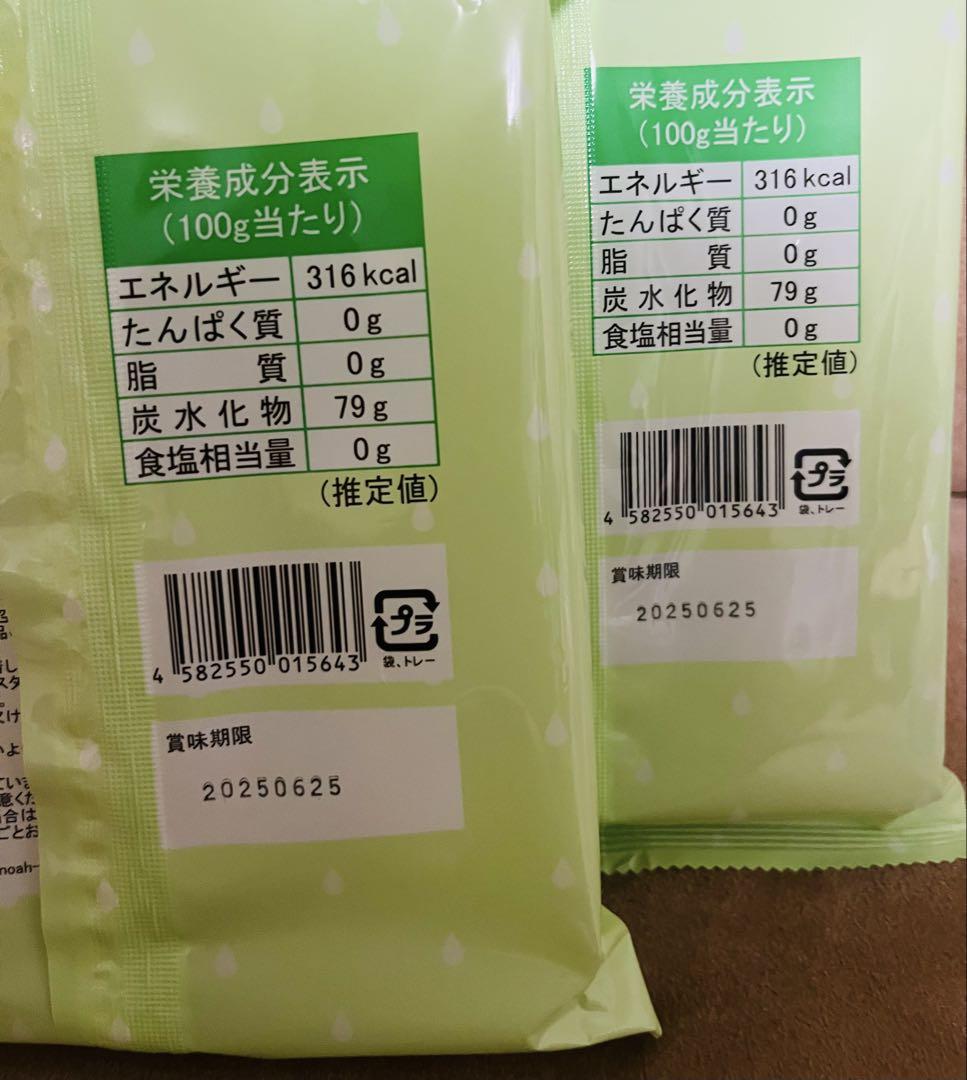 栄養成分表示
(100g当たり)
エネルギー 316kcal
たんぱく質 0g
脂質 0g
炭水化物 79g
食塩相当量 0g
(推定値)
4 582550 015643
プラ
袋、トレー
賞味期限
20250625
noah-
栄養成分表示
(100g当たり)
エネルギー 316kcal
たんぱく質 0g
脂質 0g
炭水化物 79g
食塩相当量 0g
(推定値)
4 582550 015643
プラ
袋、トレー
賞味期限
20250625